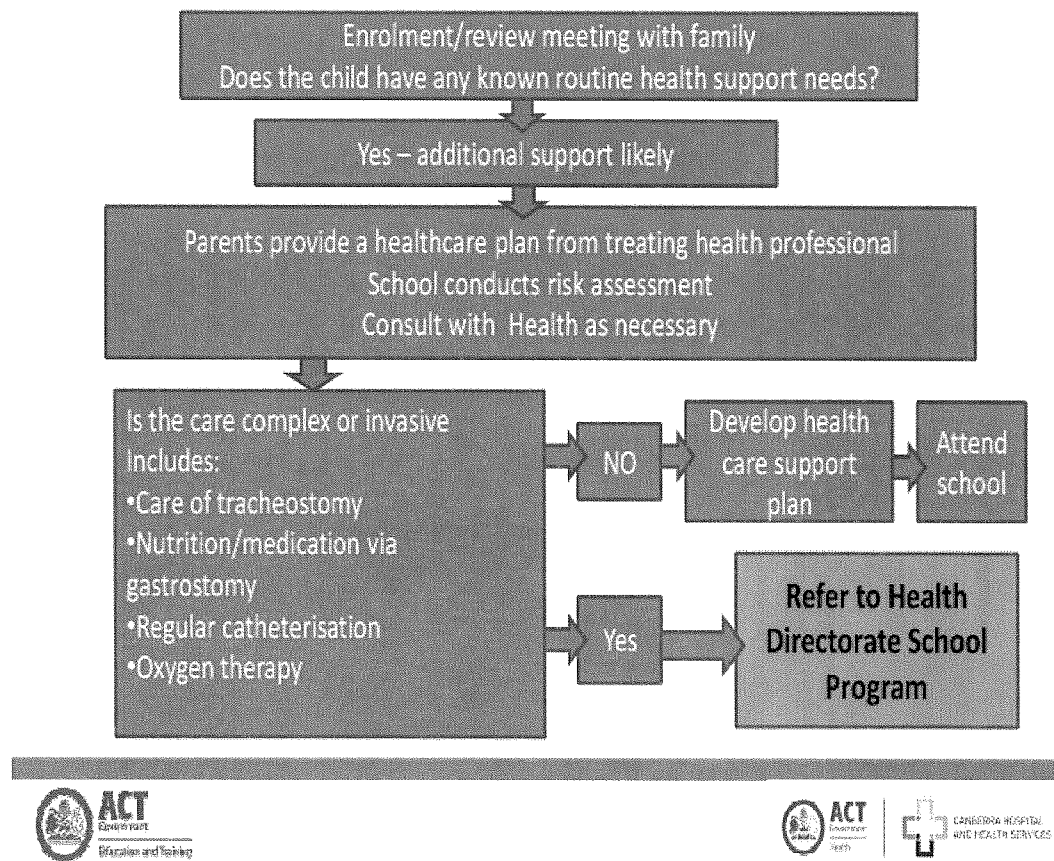 Enrolment/review meeting with family
Does the child have any known routine health support needs?
Yes – additional support likely
Parents provide a healthcare plan from treating health professional
School conducts risk assessment
Consult with Health as necessary
Is the care complex or invasive
Includes:
•Care of tracheostomy
•Nutrition/medication via
gastrostomy
•Regular catheterisation
•Oxygen therapy
NO
Develop health
care support
plan
Attend
school
Yes
Refer to Health
Directorate School
Program
ACT
Government
Education and Training
ACT
Government
Health
CANBERRA HOSPITAL
AND HEALTH SERVICES